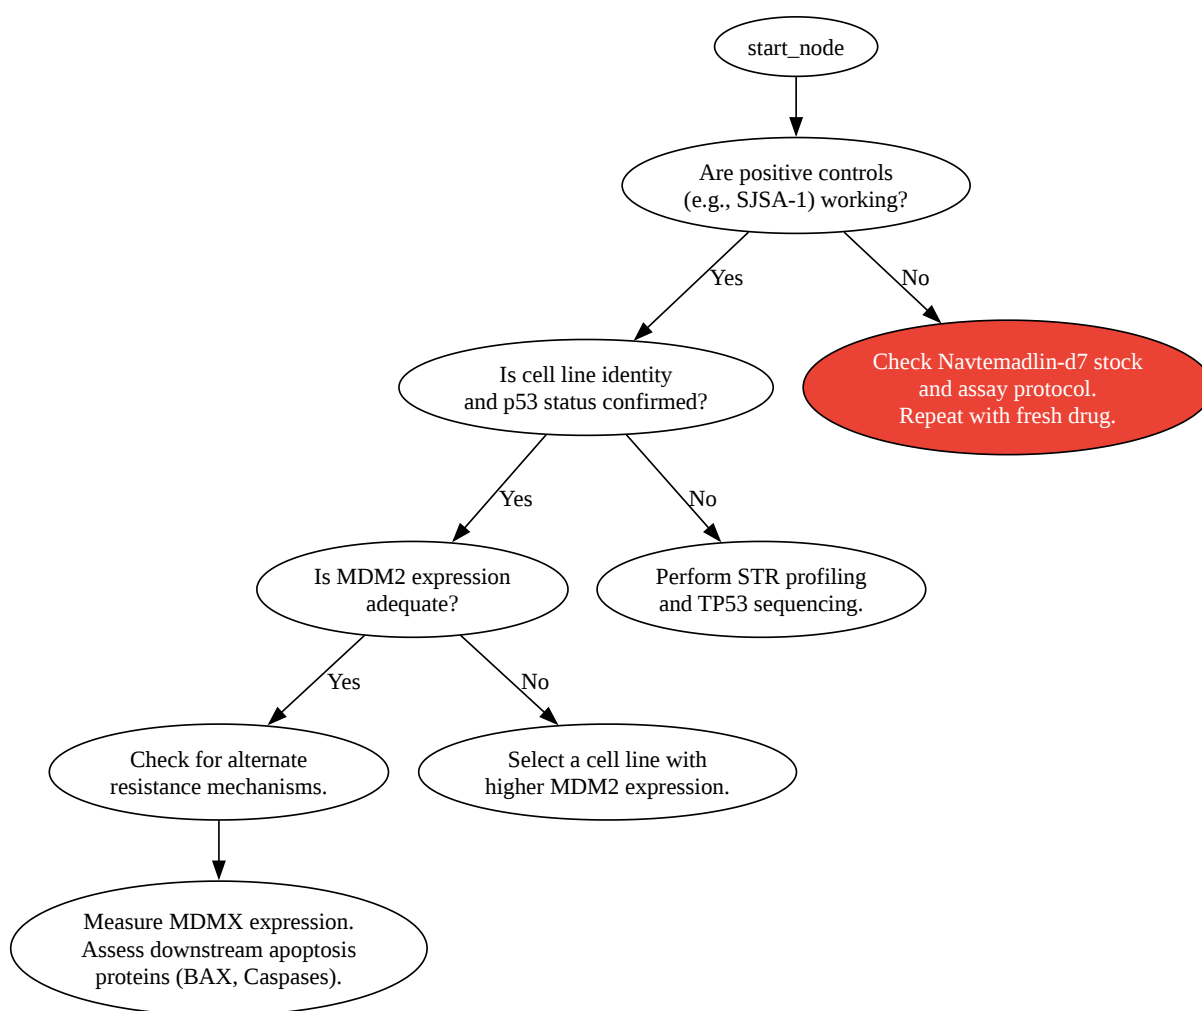 start_node
Are positive controls
(e.g., SJSA-1) working?
Yes
No
Is cell line identity
and p53 status confirmed?
Check Navtemadlin-d7 stock
and assay protocol.
Repeat with fresh drug.
Yes
No
Is MDM2 expression
adequate?
Perform STR profiling
and TP53 sequencing.
Yes
No
Check for alternate
resistance mechanisms.
Select a cell line with
higher MDM2 expression.
Measure MDMX expression.
Assess downstream apoptosis
proteins (BAX, Caspases).